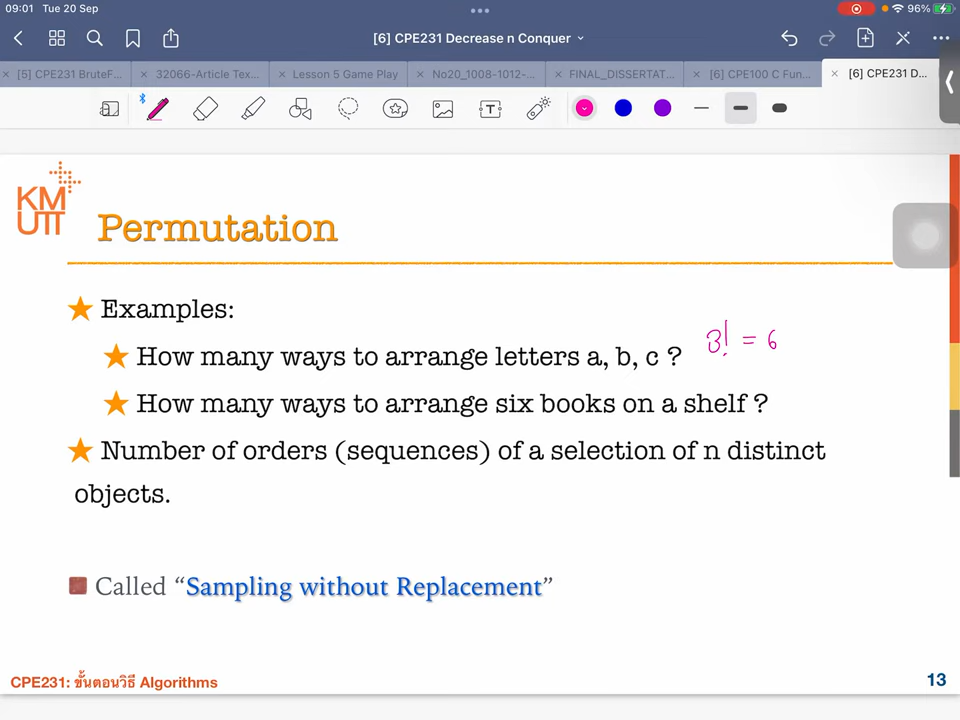 09:01 Tue 20 Sep
96%
[6] CPE231 Decrease n Conquer
[5] CPE231 BruteF...
32066-Article Tex...
Lesson 5 Game Play
No20_1008-1012-...
FINAL_DISSERTAT...
[6] CPE100 C Fun...
[6] CPE231 D...
KM
UTT
Permutation
Examples:
How many ways to arrange letters a, b, c ? 3! = 6
How many ways to arrange six books on a shelf ?
Number of orders (sequences) of a selection of n distinct
objects.
Called “Sampling without Replacement”
CPE231: ขั้นตอนวิธี Algorithms
13